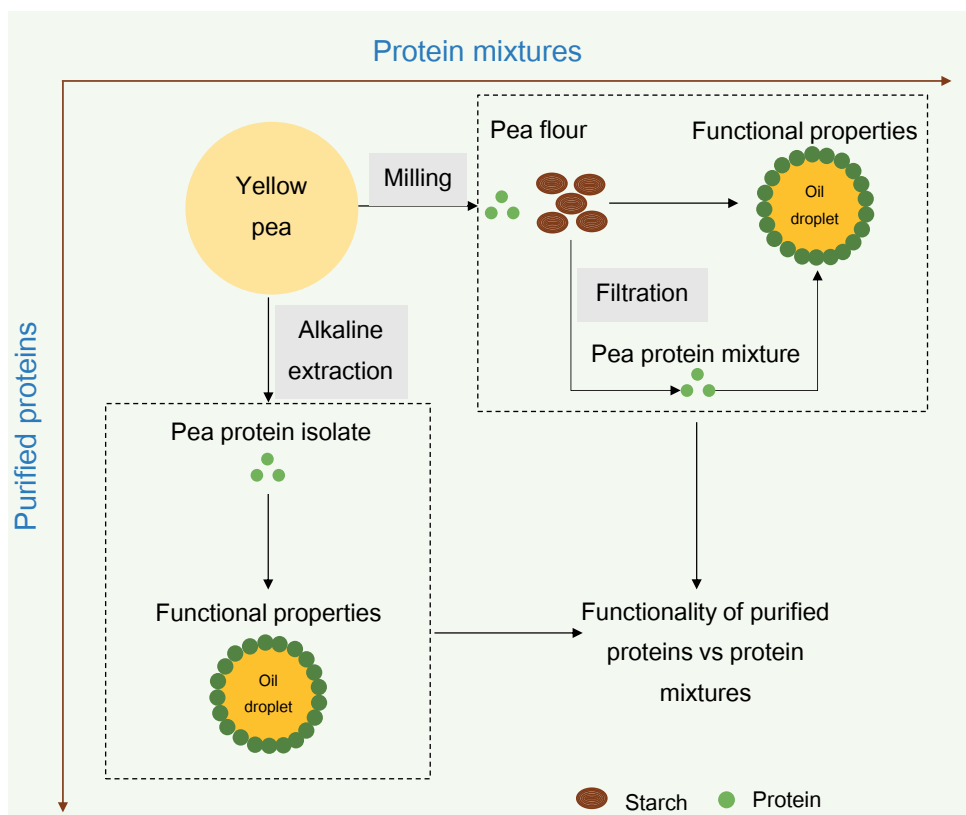 Protein mixtures
Purified proteins
Yellow
pea
Milling
Pea flour
Functional properties
Oil
droplet
Filtration
Pea protein mixture
Alkaline
extraction
Pea protein isolate
Functional properties
Oil
droplet
Functionality of purified
proteins vs protein
mixtures
Starch
Protein